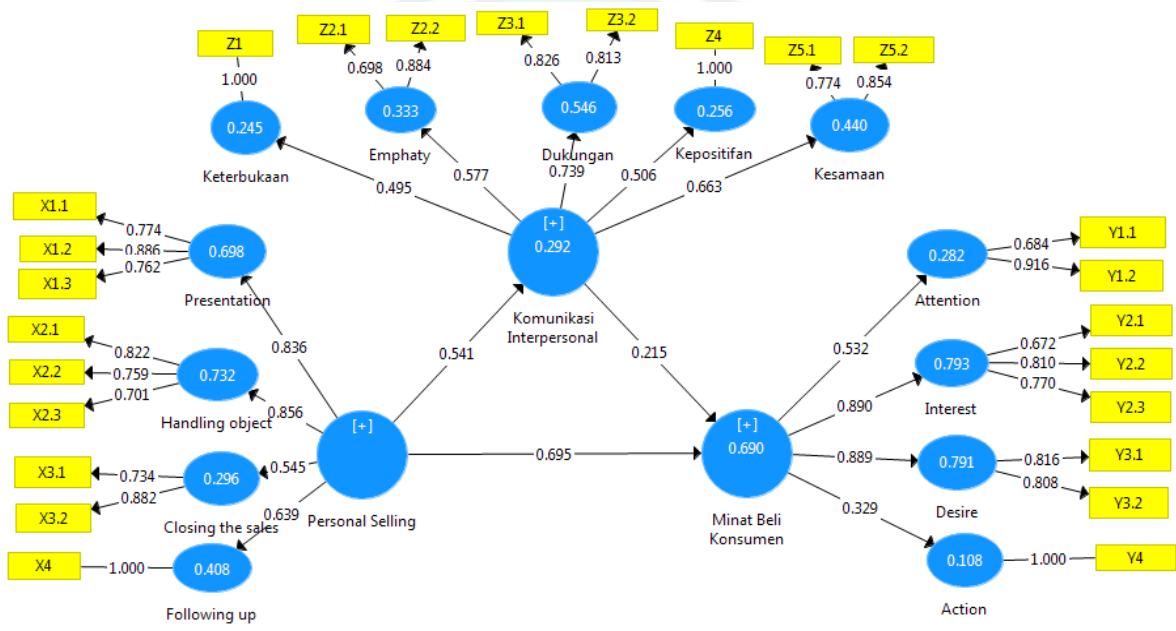 Z1
Z2.1
Z2.2
Z3.1
Z3.2
Z4
Z5.1
Z5.2
1.000
0.698
0.884
0.826
0.813
1.000
0.774
0.854
0.245
0.333
0.546
0.256
0.440
Keterbukaan
Emphaty
Dukungan
Kepositifan
Kesamaan
0.495
0.577
0.739
0.506
0.663
[+]
0.292
Komunikasi
Interpersonal
X1.1
X1.2
X1.3
0.774
0.886
0.762
0.698
Presentation
X2.1
X2.2
X2.3
0.822
0.759
0.701
0.732
Handling object
X3.1
X3.2
0.734
0.882
0.296
Closing the sales
X4
1.000
0.408
Following up
0.836
0.856
0.545
0.639
[+]
Personal Selling
0.541
0.215
0.695
[+]
0.690
Minat Beli
Konsumen
0.532
0.890
0.889
0.329
0.282
Attention
0.684
0.916
Y1.1
Y1.2
0.793
Interest
0.672
0.810
0.770
Y2.1
Y2.2
Y2.3
0.791
Desire
0.816
0.808
Y3.1
Y3.2
0.108
Action
1.000
Y4